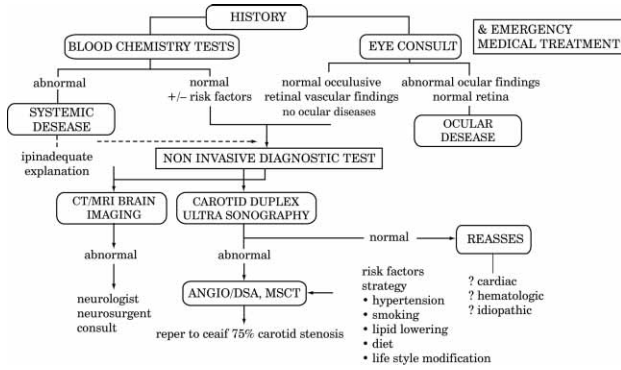 HISTORY
& EMERGENCY
MEDICAL TREATMENT
BLOOD CHEMISTRY TESTS
EYE CONSULT
abnormal
normal
+/− risk factors
normal occulusive
retinal vascular findings
no ocular diseases
abnormal ocular findings
normal retina
SYSTEMIC
DESEASE
OCULAR
DESEASE
ipinadequate
explanation
NON INVASIVE DIAGNOSTIC TEST
CT/MRI BRAIN
IMAGING
CAROTID DUPLEX
ULTRA SONOGRAPHY
normal
REASSES
abnormal
abnormal
? cardiac
? hematologic
? idiopathic
neurologist
neurosurgent
consult
ANGIO/DSA, MSCT
risk factors
strategy
• hypertension
• smoking
• lipid lowering
• diet
• life style modification
reper to ceaif 75% carotid stenosis